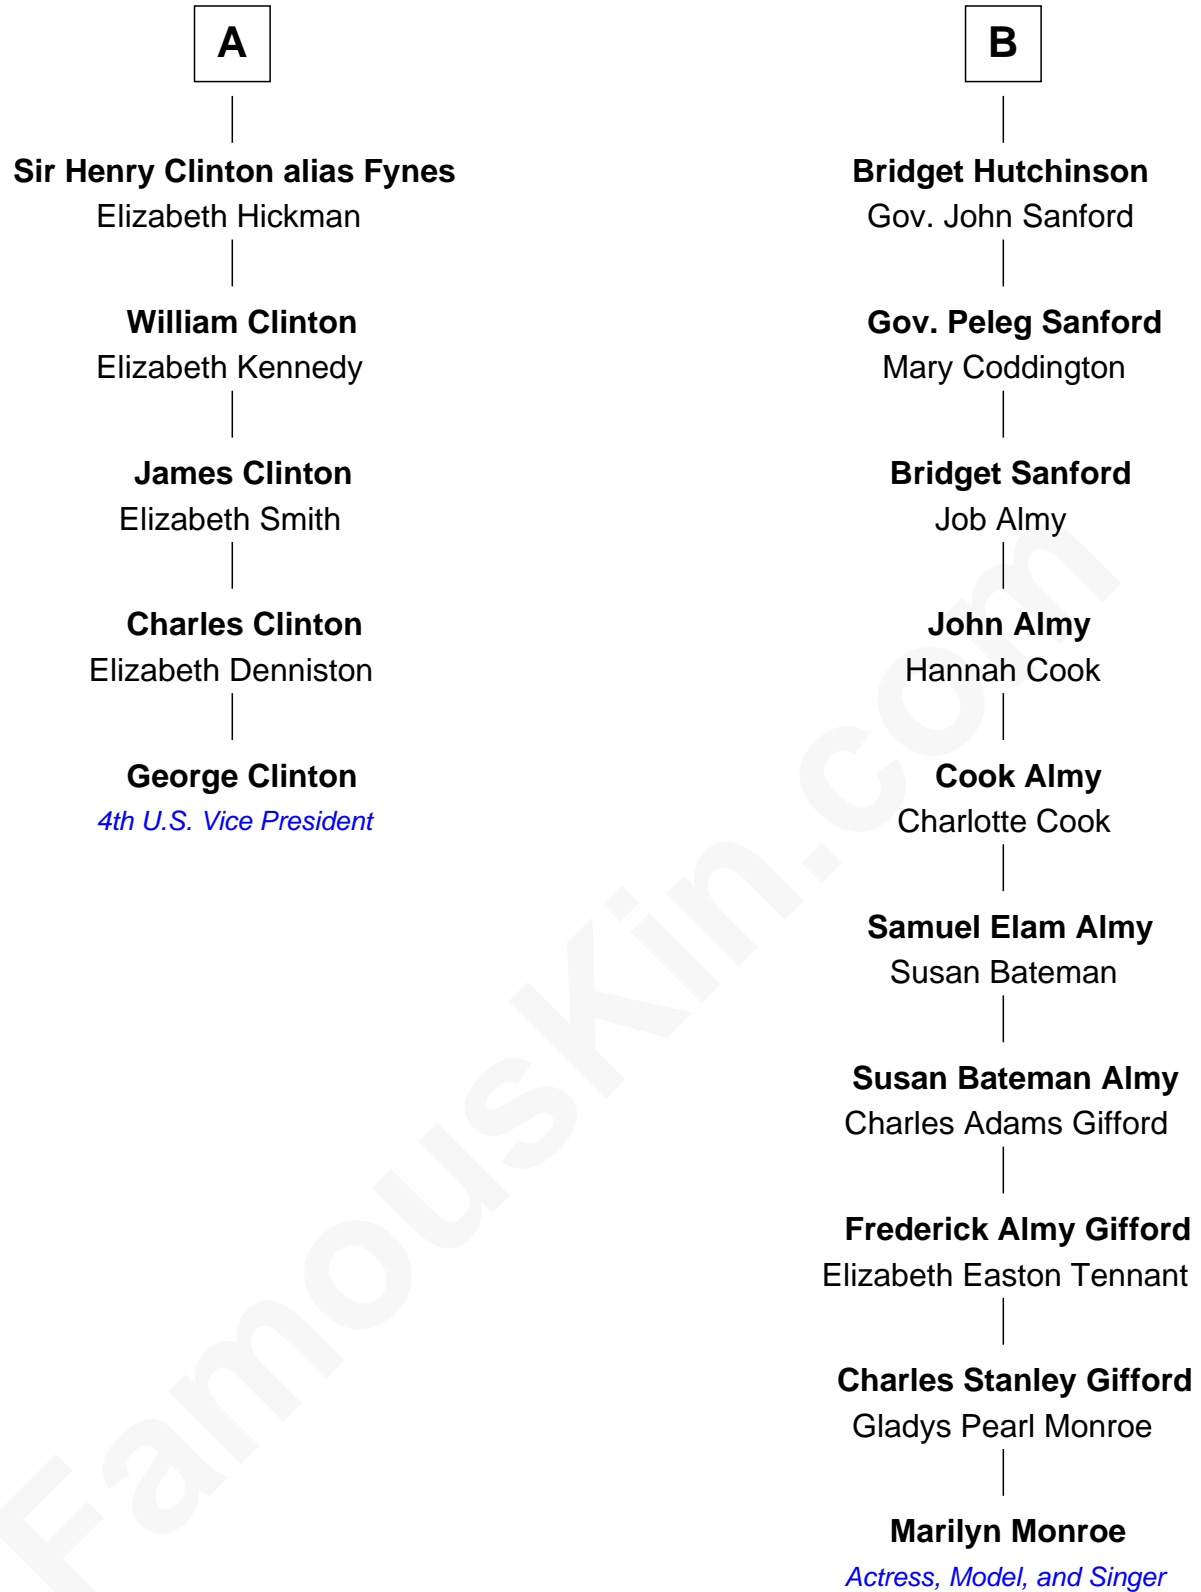 A
Sir Henry Clinton alias Fynes
Elizabeth Hickman
William Clinton
Elizabeth Kennedy
James Clinton
Elizabeth Smith
Charles Clinton
Elizabeth Denniston
George Clinton
4th U.S. Vice President
B
Bridget Hutchinson
Gov. John Sanford
Gov. Peleg Sanford
Mary Coddington
Bridget Sanford
Job Almy
John Almy
Hannah Cook
Cook Almy
Charlotte Cook
Samuel Elam Almy
Susan Bateman
Susan Bateman Almy
Charles Adams Gifford
Frederick Almy Gifford
Elizabeth Easton Tennant
Charles Stanley Gifford
Gladys Pearl Monroe
Marilyn Monroe
Actress, Model, and Singer
FamousKin.com